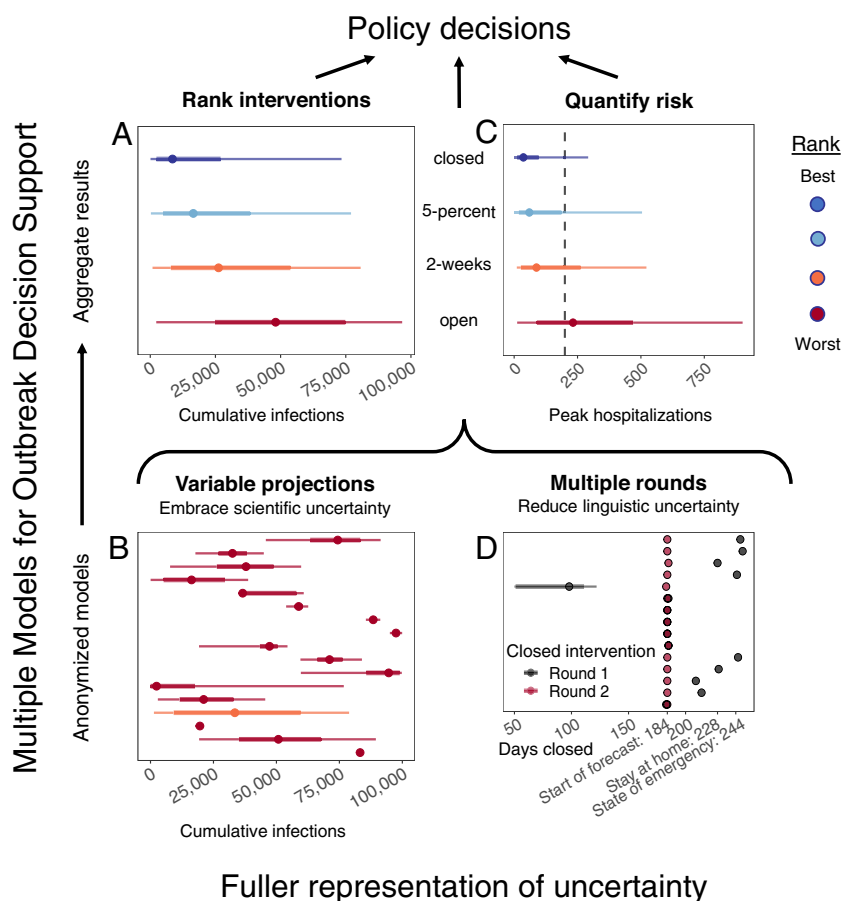 Policy decisions
Rank interventions
Quantify risk
Multiple Models for Outbreak Decision Support
Aggregate results
Anonymized models
A
closed
5-percent
2-weeks
open
0
25,000
50,000
75,000
100,000
Cumulative infections
C
0
250
500
750
Peak hospitalizations
Rank
Best
Worst
Variable projections
Embrace scientific uncertainty
Multiple rounds
Reduce linguistic uncertainty
B
0
25,000
50,000
75,000
100,000
Cumulative infections
D
Closed intervention
Round 1
Round 2
50
100
150
Start of forecast: 184
200
Stay at home: 228
State of emergency: 244
Days closed
Fuller representation of uncertainty